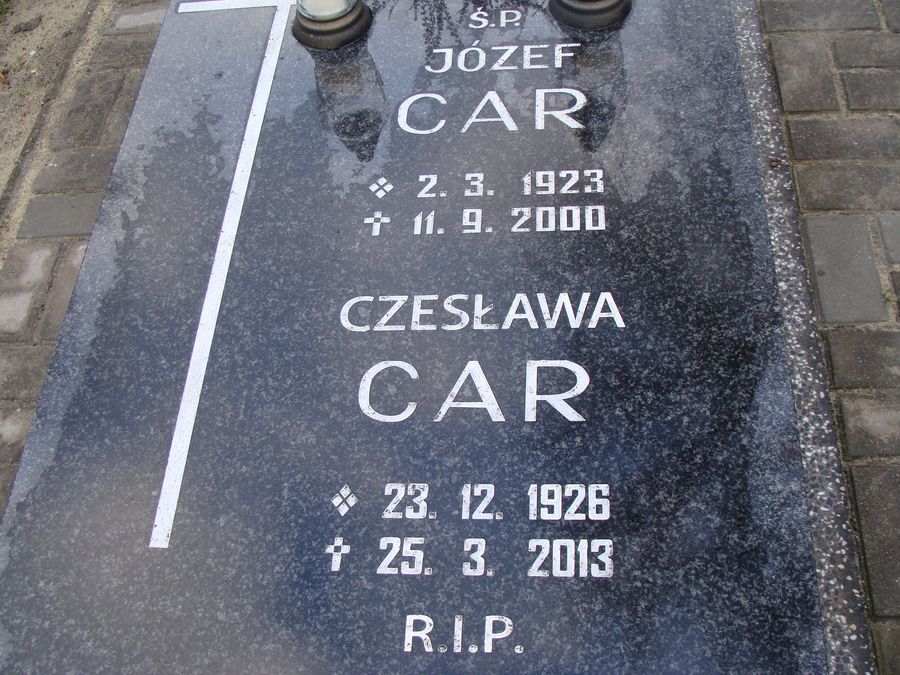 Ś.P.
JÓZEF
CAR
2. 3. 1923
✝ 11. 9. 2000
CZESŁAWA
CAR
23. 12. 1926
✝ 25. 3. 2013
R.I.P.